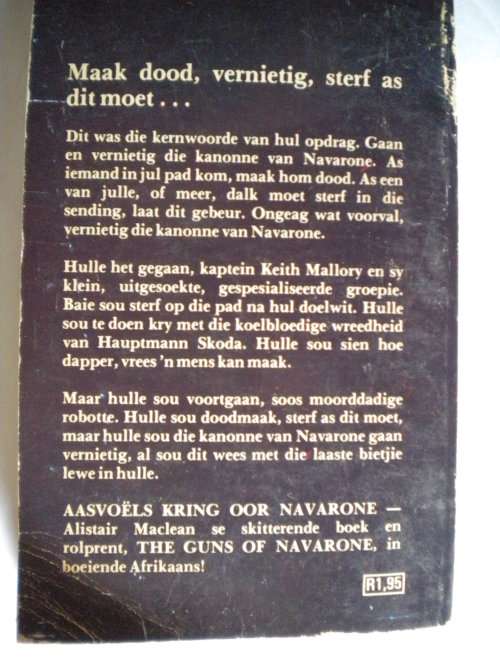 Maak dood, vernietig, sterf as
dit moet . . .
Dit was die kernwoorde van hul opdrag. Gaan
en vernietig die kanonne van Navarone. As
iemand in jul pad kom, maak hom dood. As een
van julle, of meer, dalk moet sterf in die
sending, laat dit gebeur. Ongeag wat voorval,
vernietig die kanonne van Navarone.
Hulle het gegaan, kaptein Keith Mallory en sy
klein, uitgesoekte, gespesialiseerde groepie.
Baie sou sterf op die pad na hul doelwit. Hulle
sou te doen kry met die koelbloedige wreedheid
van Hauptmann Skoda. Hulle sou sien hoe
dapper, vrees 'n mens kan maak.
Maar hulle sou voortgaan, soos moorddadige
robotte. Hulle sou doodmaak, sterf as dit moet,
maar hulle sou die kanonne van Navarone gaan
vernietig, al sou dit wees met die laaste bietjie
lewe in hulle.
AASVOËLS KRING OOR NAVARONE —
Alistair Maclean se skitterende boek en
rolprent, THE GUNS OF NAVARONE, in
boeiende Afrikaans!
R1,95